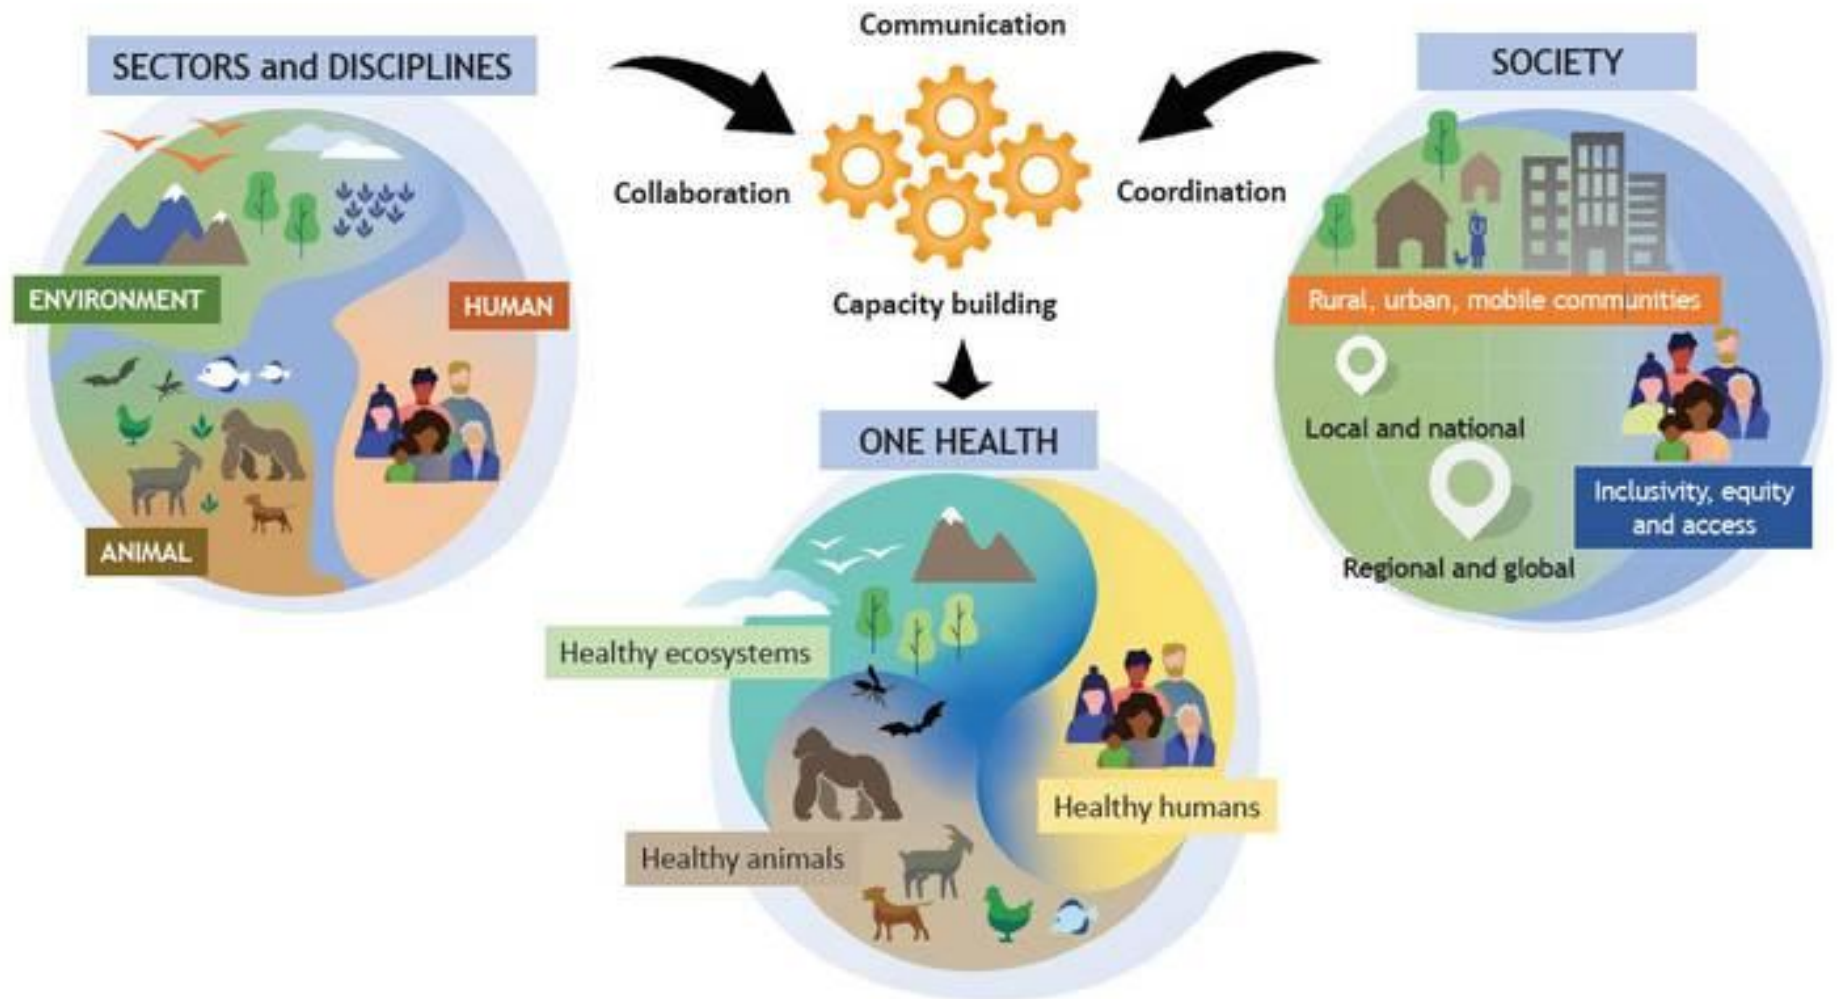 Communication
SECTORS and DISCIPLINES
SOCIETY
Collaboration
Coordination
ENVIRONMENT
HUMAN
Capacity building
Rural, urban, mobile communities
Local and national
ONE HEALTH
Inclusivity, equity
and access
ANIMAL
Regional and global
Healthy ecosystems
Healthy humans
Healthy animals